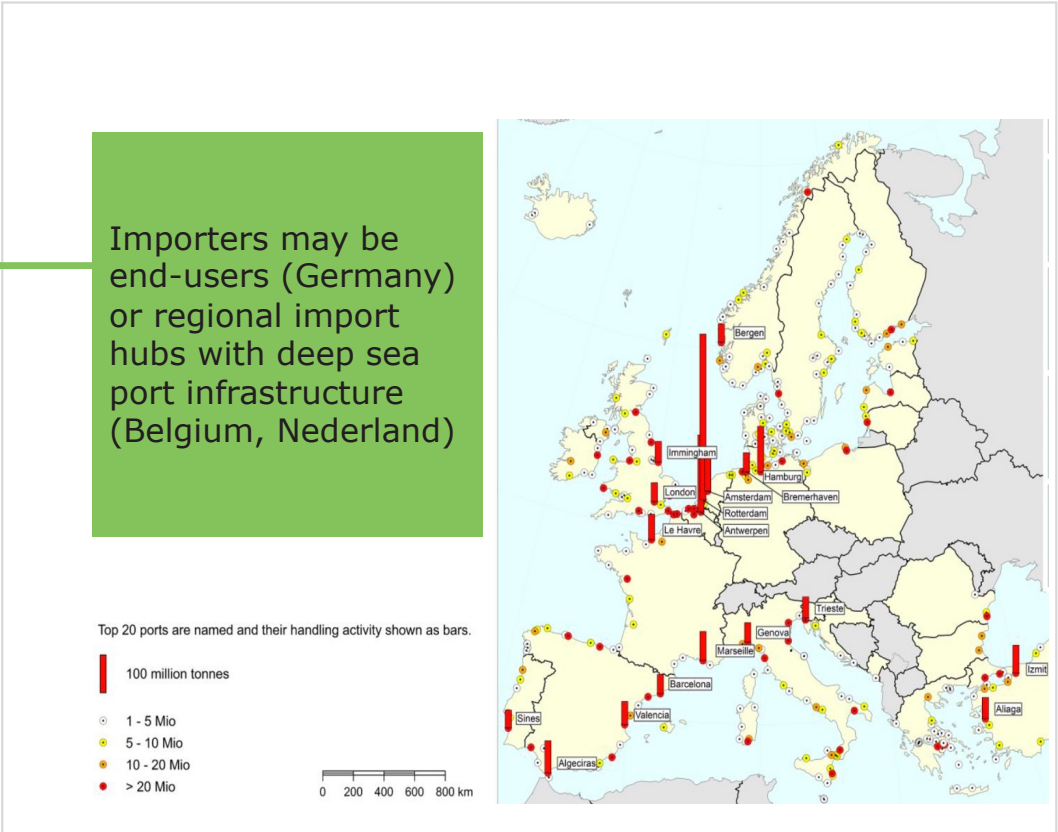 Importers may be
end-users (Germany)
or regional import
hubs with deep sea
port infrastructure
(Belgium, Nederland)
Top 20 ports are named and their handling activity shown as bars.
100 million tonnes
1 - 5 Mio
5 - 10 Mio
10 - 20 Mio
> 20 Mio
0 200 400 600 800 km
Bergen
Immingham
Hamburg
London
Amsterdam
Bremerhaven
Rotterdam
Le Havre
Antwerpen
Trieste
Genova
Marseille
Izmit
Barcelona
Aliaga
Valencia
Sines
Algeciras